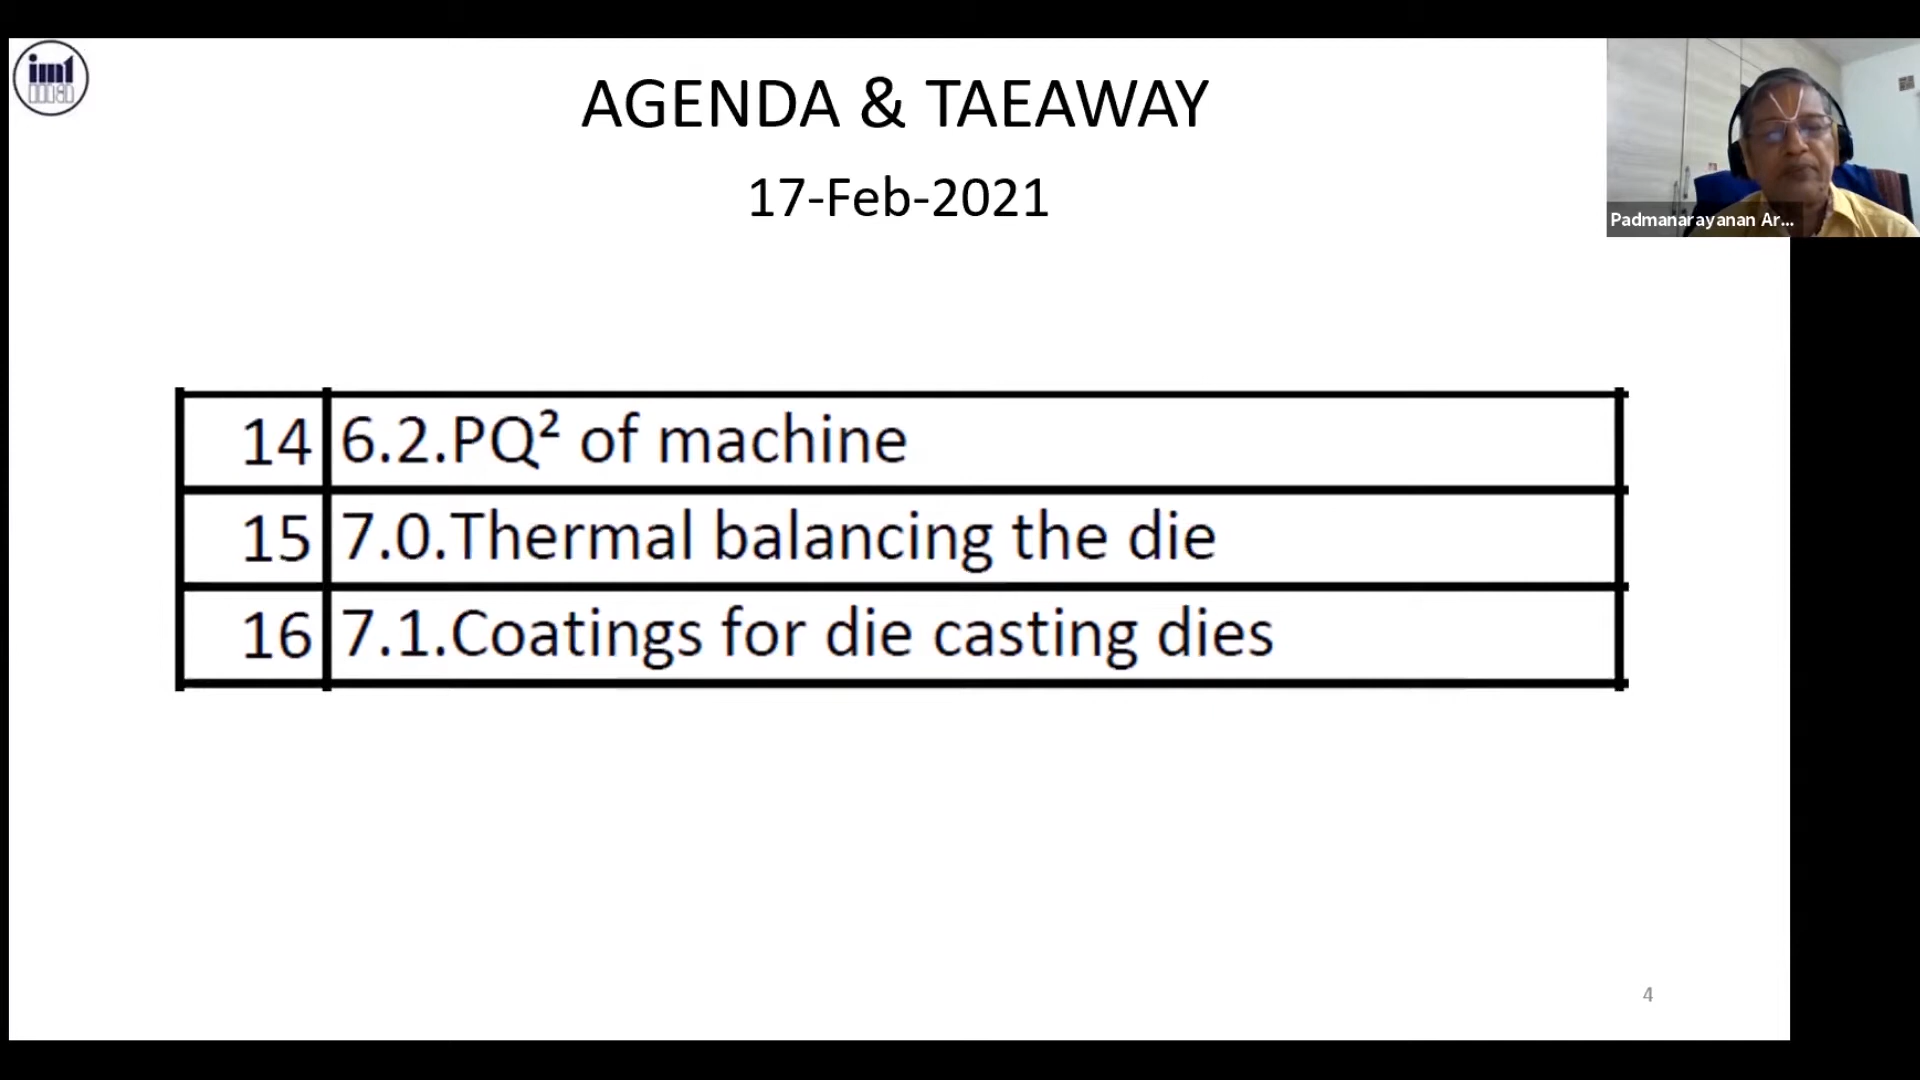 AGENDA & TAEAWAY
17-Feb-2021
Padmanarayanan Ar...
14 6.2.PQ² of machine
15 7.0.Thermal balancing the die
16 7.1.Coatings for die casting dies
4